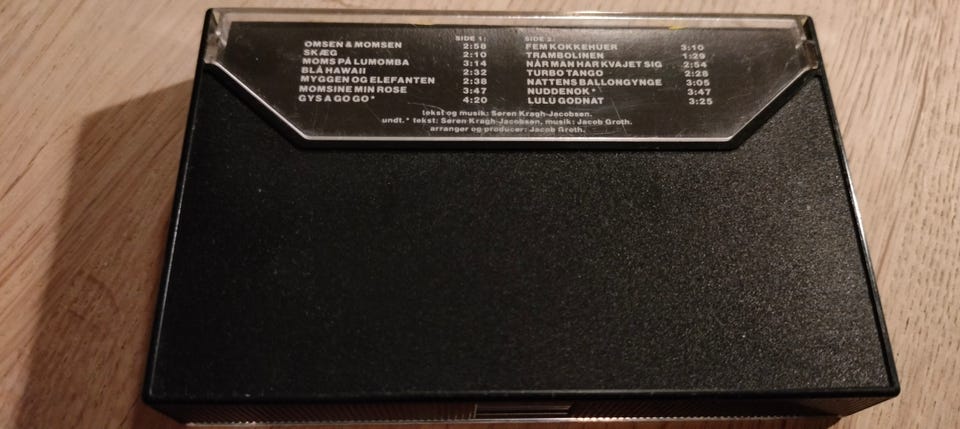 SIDE 1:
OMSEN & MOMSEN 2:58
SKÆG 2:10
MOMS PÅ LUMOMBA 3:14
BLÅ HAWAII 2:32
MYGGEN OG ELEFANTEN 2:38
MOMSINE MIN ROSE 3:47
GYS A GO GO * 4:20
SIDE 2:
FEM KOKKEHUER 3:10
TRAMBOLINEN 1:29
NÅR MAN HAR KVAJET SIG 2:54
TURBO TANGO 2:28
NATTENS BALLONGYNGE 3:05
NUDDENOK * 3:47
LULU GODNAT 3:25
tekst og musik: Søren Kragh-Jacobsen.
undt. * tekst: Søren Kragh-Jacobsen, musik: Jacob Groth.
arranger og producer: Jacob Groth.